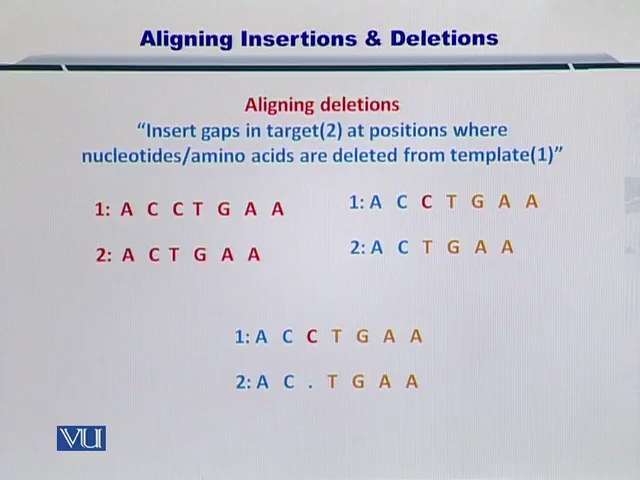 Aligning Insertions & Deletions
Aligning deletions
“Insert gaps in target(2) at positions where
nucleotides/amino acids are deleted from template(1)”
1: A C C T G A A
2: A C T G A A
1: A C C T G A A
2: A C T G A A
1: A C C T G A A
2: A C . T G A A
VU